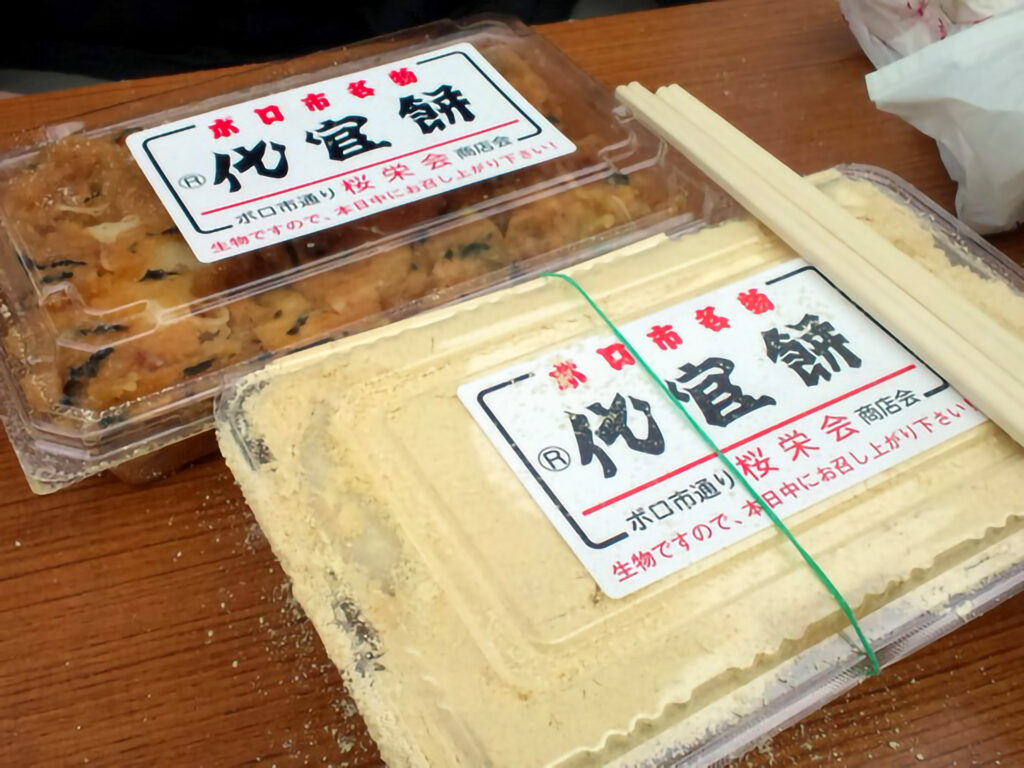 ボロ市名物
Ⓡ代官餅
ボロ市通り 桜栄会 商店会
生物ですので、本日中にお召し上がり下さい!
ボロ市名物
Ⓡ代官餅
ボロ市通り 桜栄会 商店会
生物ですので、本日中にお召し上がり下さい!